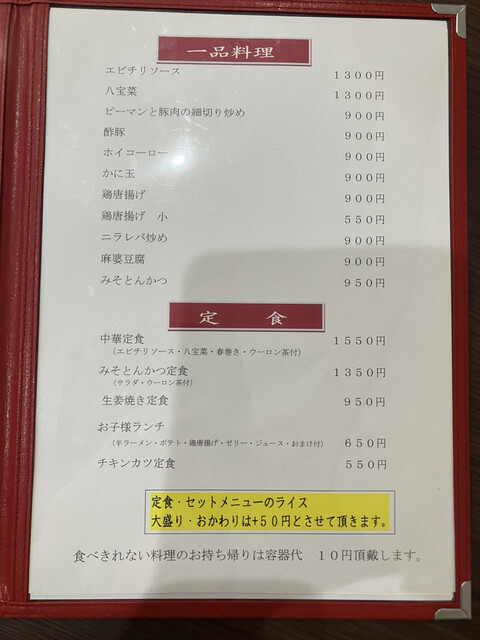 一品料理
エビチリソース　１３００円
八宝菜　１３００円
ピーマンと豚肉の細切り炒め　９００円
酢豚　９００円
ホイコーロー　９００円
かに玉　９００円
鶏唐揚げ　９００円
鶏唐揚げ　小　５５０円
ニラレバ炒め　９００円
麻婆豆腐　９００円
みそとんかつ　９５０円
定　食
中華定食　１５５０円
（エビチリソース・八宝菜・春巻き・ウーロン茶付）
みそとんかつ定食　１３５０円
（サラダ・ウーロン茶付）
生姜焼き定食　９５０円
お子様ランチ
（半ラーメン・ポテト・鶏唐揚げ・ゼリー・ジュース・おまけ付）　６５０円
チキンカツ定食　５５０円
定食・セットメニューのライス
大盛り・おかわりは+５０円とさせて頂きます。
食べきれない料理のお持ち帰りは容器代　１０円頂戴します。